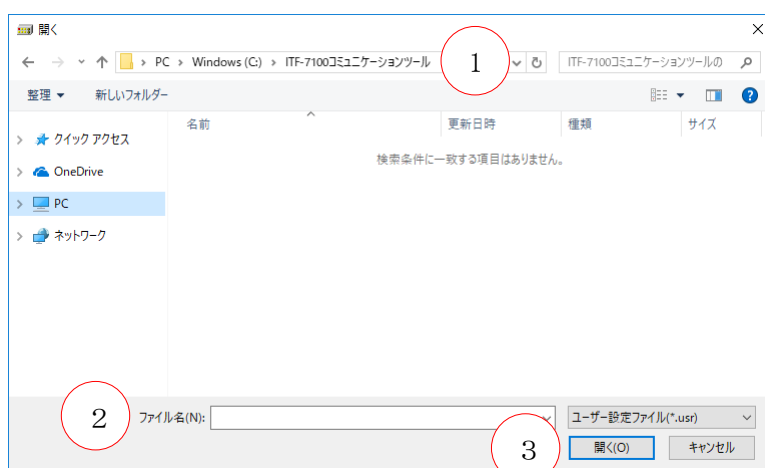 開く
PC › Windows (C:) › ITF-7100コミュニケーションツール
1
ITF-7100コミュニケーションツールの
整理 新しいフォルダー
名前 更新日時 種類 サイズ
検索条件に一致する項目はありません。
クイック アクセス
OneDrive
PC
ネットワーク
2
ファイル名(N):
ユーザー設定ファイル(*.usr)
3
開く(O) キャンセル